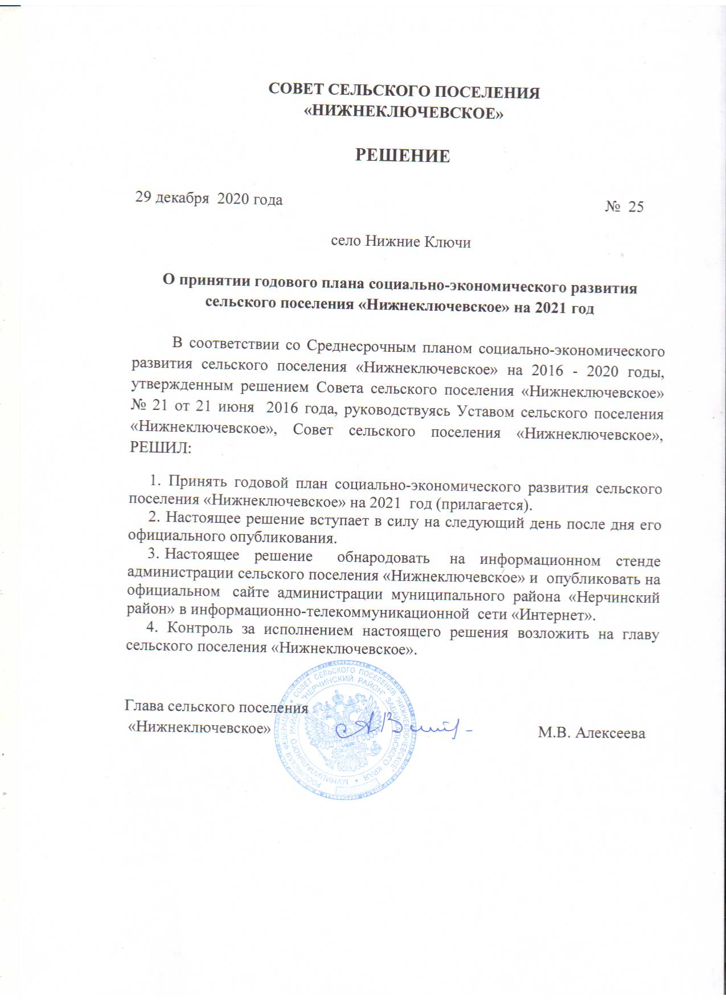 СОВЕТ СЕЛЬСКОГО ПОСЕЛЕНИЯ
«НИЖНЕКЛЮЧЕВСКОЕ»
РЕШЕНИЕ
29 декабря 2020 года
№ 25
село Нижние Ключи
О принятии годового плана социально-экономического развития
сельского поселения «Нижнеключевское» на 2021 год
В соответствии со Среднесрочным планом социально-экономического
развития сельского поселения «Нижнеключевское» на 2016 - 2020 годы,
утвержденным решением Совета сельского поселения «Нижнеключевское»
№ 21 от 21 июня 2016 года, руководствуясь Уставом сельского поселения
«Нижнеключевское», Совет сельского поселения «Нижнеключевское»,
РЕШИЛ:
1. Принять годовой план социально-экономического развития сельского
поселения «Нижнеключевское» на 2021 год (прилагается).
2. Настоящее решение вступает в силу на следующий день после дня его
официального опубликования.
3. Настоящее решение обнародовать на информационном стенде
администрации сельского поселения «Нижнеключевское» и опубликовать на
официальном сайте администрации муниципального района «Нерчинский
район» в информационно-телекоммуникационной сети «Интернет».
4. Контроль за исполнением настоящего решения возложить на главу
сельского поселения «Нижнеключевское».
Глава сельского поселения
«Нижнеключевское»
М.В. Алексеева
РОССИЙСКАЯ ФЕДЕРАЦИЯ * СОВЕТ СЕЛЬСКОГО ПОСЕЛЕНИЯ "НИЖНЕКЛЮЧЕВСКОЕ"
МУНИЦИПАЛЬНОГО РАЙОНА "НЕРЧИНСКИЙ РАЙОН" ЗАБАЙКАЛЬСКОГО КРАЯ *